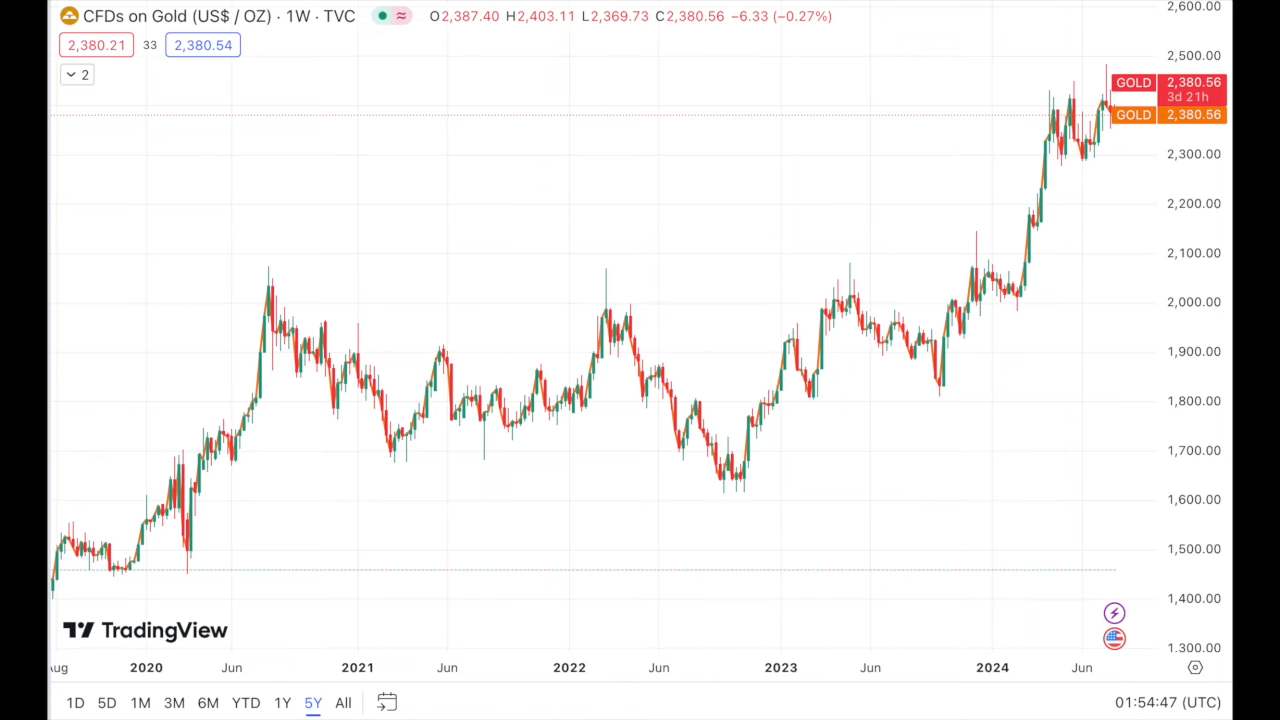 CFDs on Gold (US$ / OZ) · 1W · TVC O2,387.40 H2,403.11 L2,369.73 C2,380.56 −6.33 (−0.27%)
2,380.21 33 2,380.54
2
2,600.00
2,500.00
GOLD 2,380.56
3d 21h
GOLD 2,380.56
2,300.00
2,200.00
2,100.00
2,000.00
1,900.00
1,800.00
1,700.00
1,600.00
1,500.00
1,400.00
1,300.00
TradingView
Aug 2020 Jun 2021 Jun 2022 Jun 2023 Jun 2024 Jun
1D 5D 1M 3M 6M YTD 1Y 5Y All 01:54:47 (UTC)